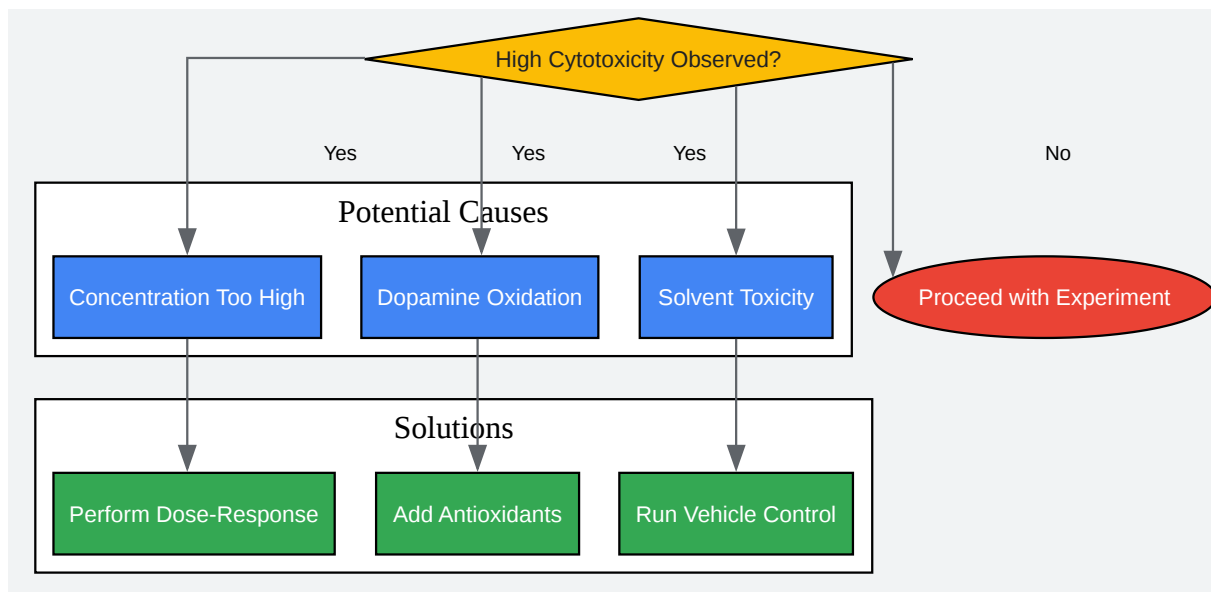 High Cytotoxicity Observed?
Yes
Yes
Yes
No
Potential Causes
Concentration Too High
Dopamine Oxidation
Solvent Toxicity
Proceed with Experiment
Solutions
Perform Dose-Response
Add Antioxidants
Run Vehicle Control